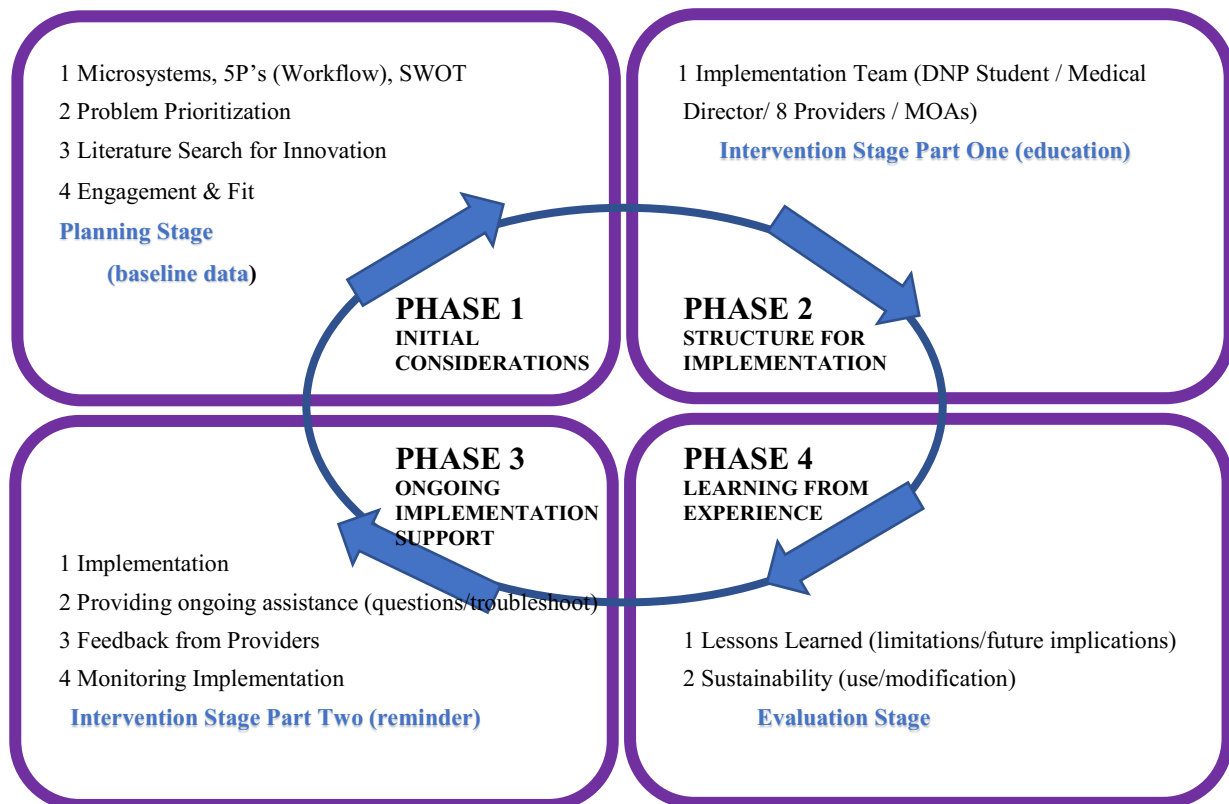 1 Microsystems, 5P’s (Workflow), SWOT
2 Problem Prioritization
3 Literature Search for Innovation
4 Engagement & Fit
Planning Stage
(baseline data)
PHASE 1
INITIAL
CONSIDERATIONS
1 Implementation Team (DNP Student / Medical
Director/ 8 Providers / MOAs)
Intervention Stage Part One (education)
PHASE 2
STRUCTURE FOR
IMPLEMENTATION
PHASE 3
ONGOING
IMPLEMENTATION
SUPPORT
1 Implementation
2 Providing ongoing assistance (questions/troubleshoot)
3 Feedback from Providers
4 Monitoring Implementation
Intervention Stage Part Two (reminder)
PHASE 4
LEARNING FROM
EXPERIENCE
1 Lessons Learned (limitations/future implications)
2 Sustainability (use/modification)
Evaluation Stage